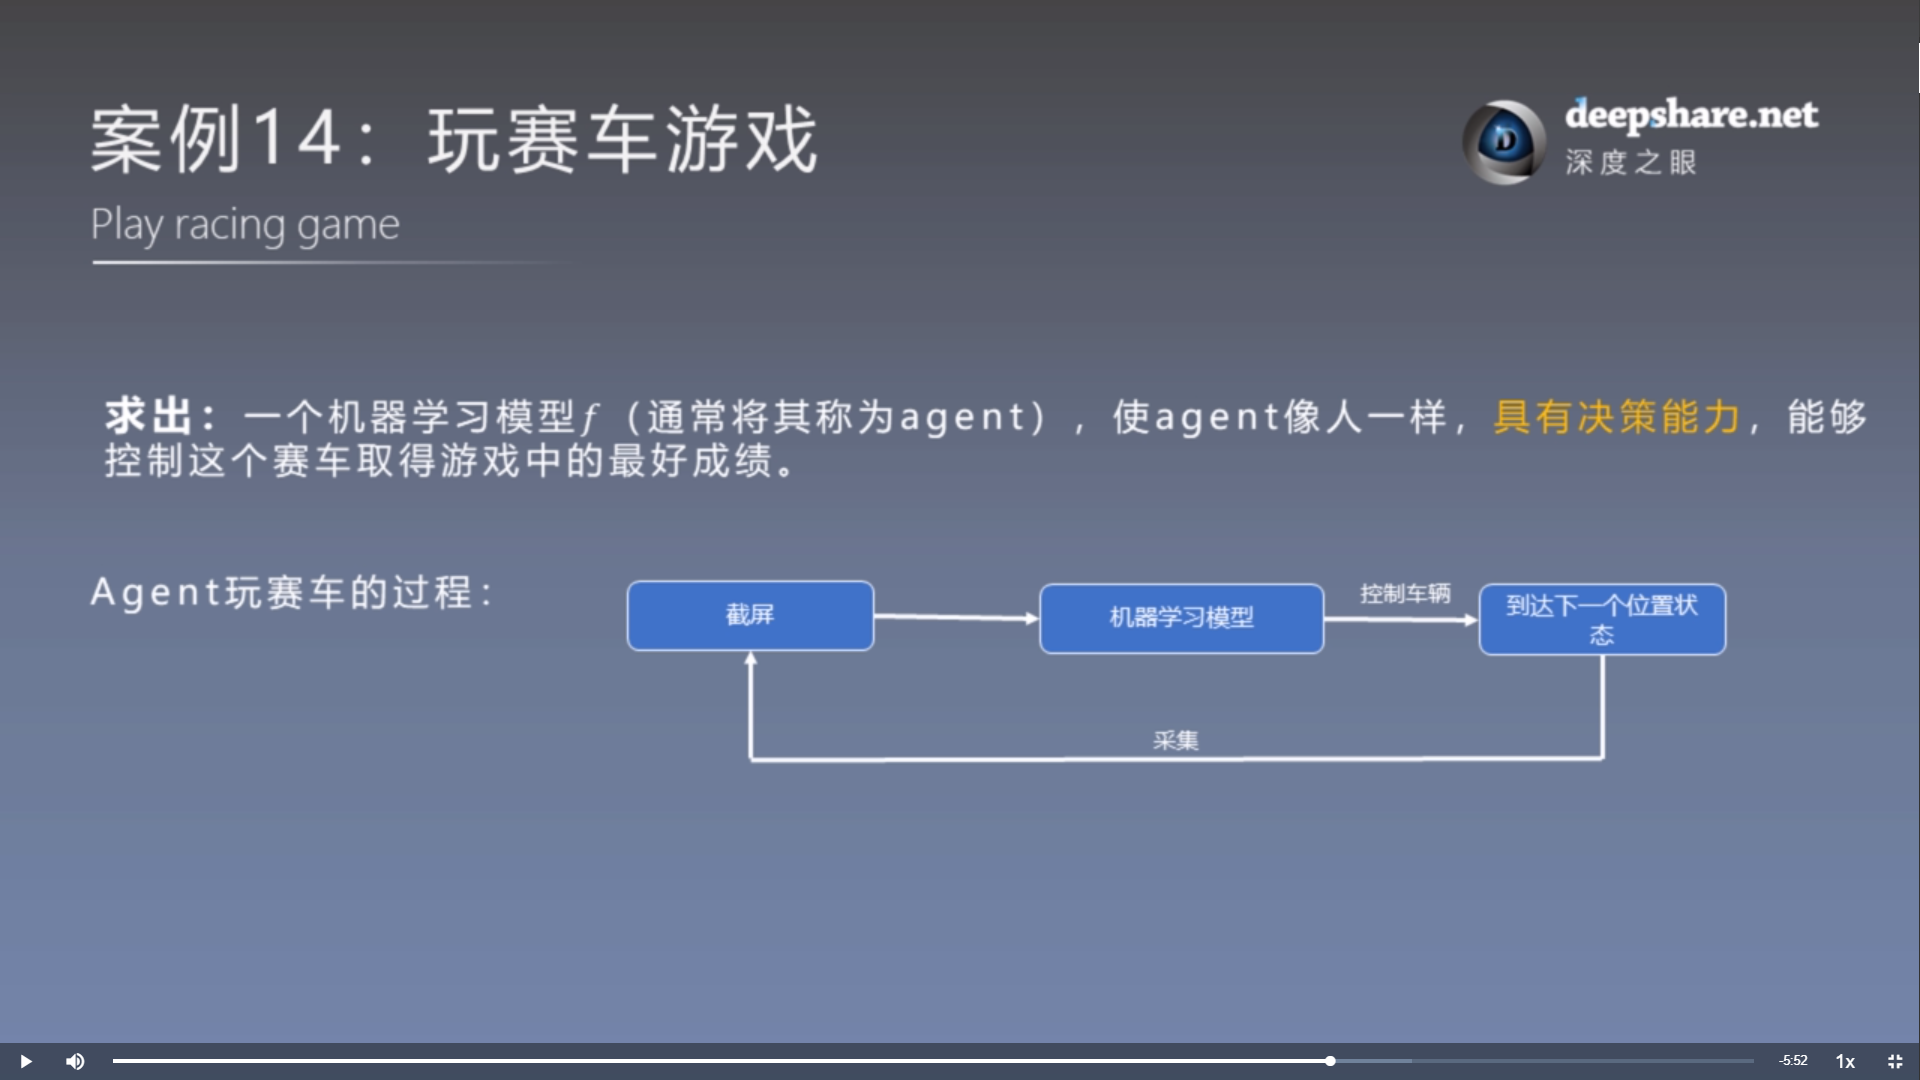 案例14：玩赛车游戏
deepshare.net
深度之眼
Play racing game
求出：一个机器学习模型f（通常将其称为agent），使agent像人一样，具有决策能力，能够
控制这个赛车取得游戏中的最好成绩。
Agent玩赛车的过程：
截屏
机器学习模型
控制车辆
到达下一个位置状
态
采集
-5:52
1x